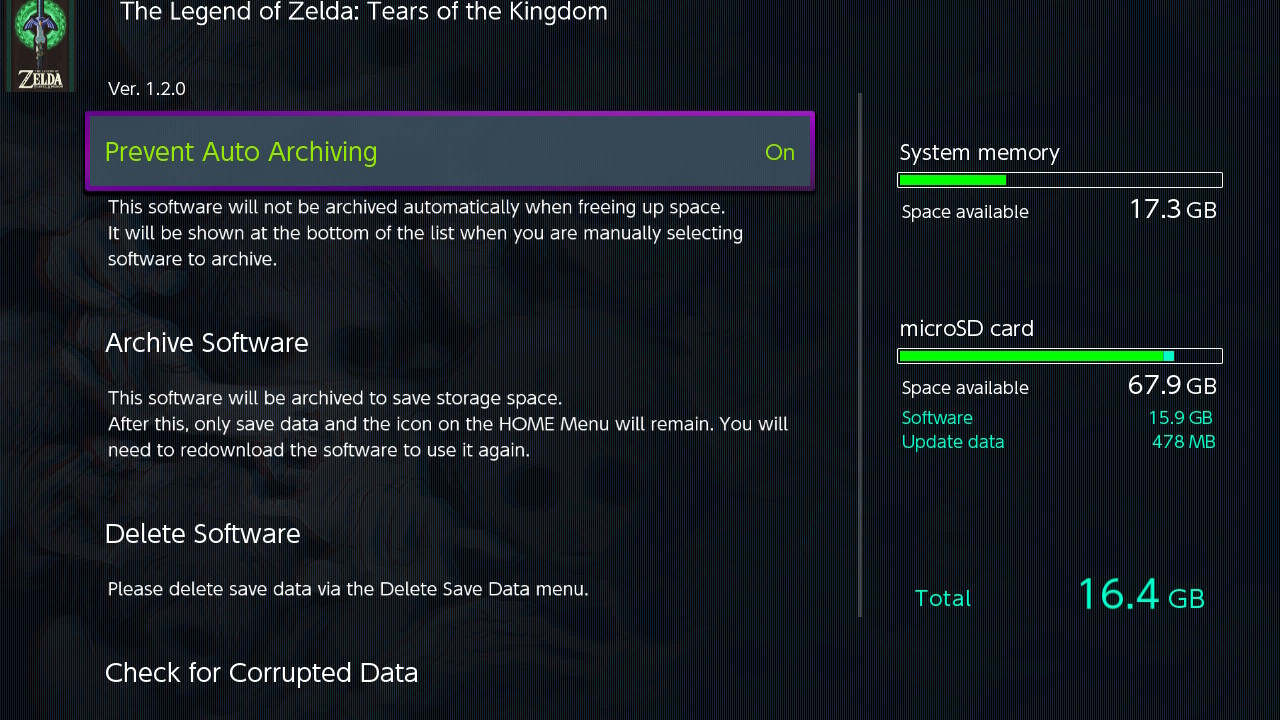 The Legend of Zelda: Tears of the Kingdom
ZELDA
Ver. 1.2.0
Prevent Auto Archiving On
This software will not be archived automatically when freeing up space.
It will be shown at the bottom of the list when you are manually selecting
software to archive.
Archive Software
This software will be archived to save storage space.
After this, only save data and the icon on the HOME Menu will remain. You will
need to redownload the software to use it again.
Delete Software
Please delete save data via the Delete Save Data menu.
Check for Corrupted Data
System memory
Space available 17.3 GB
microSD card
Space available 67.9 GB
Software 15.9 GB
Update data 478 MB
Total 16.4 GB